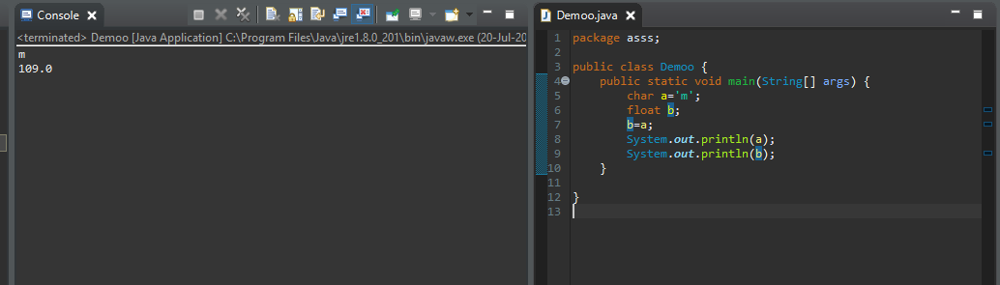 Console
<terminated> Demoo [Java Application] C:\Program Files\Java\jre1.8.0_201\bin\javaw.exe (20-Jul-20
m
109.0
Demoo.java
1 package asss;
2
3 public class Demoo {
4 public static void main(String[] args) {
5 char a='m';
6 float b;
7 b=a;
8 System.out.println(a);
9 System.out.println(b);
10 }
11
12 }
13